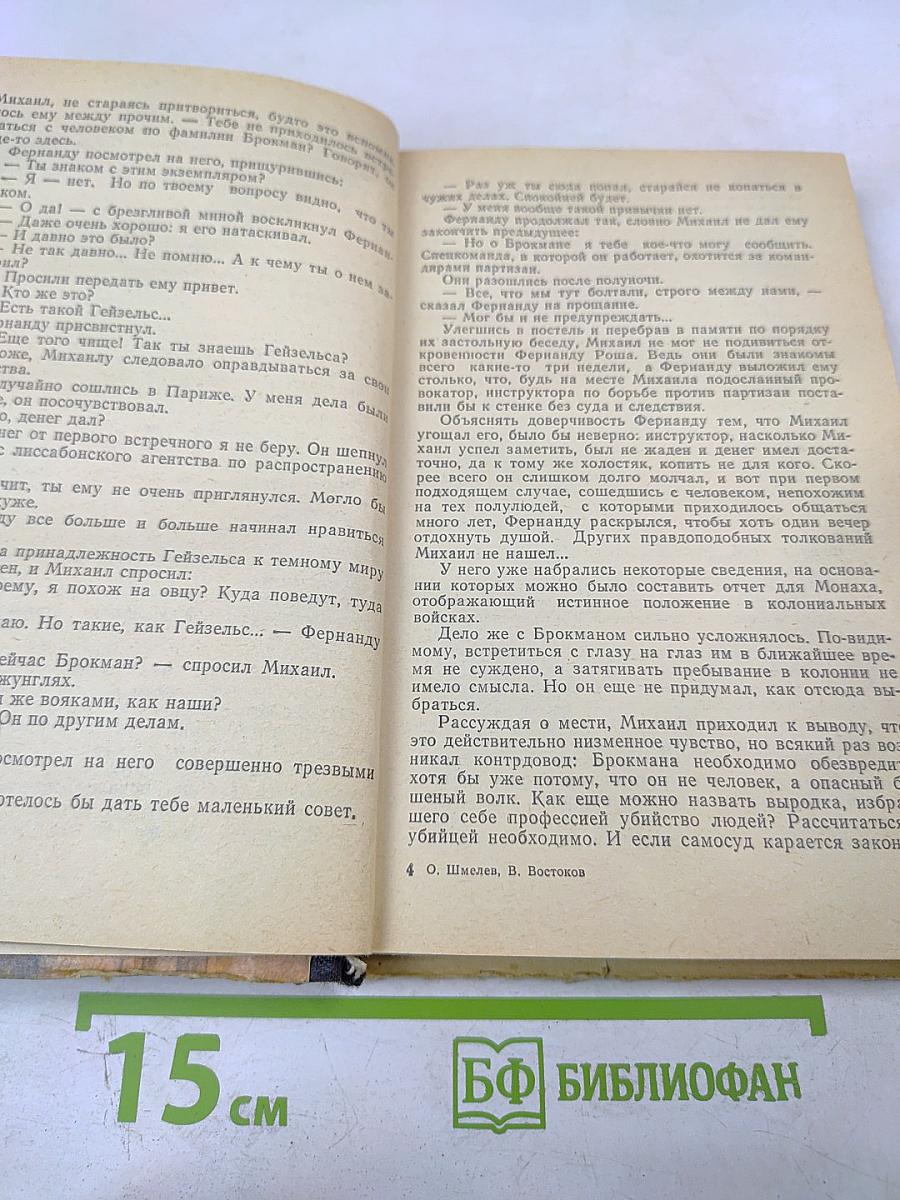 Михаил, не стараясь притвориться, будто это вспомни-
лось ему между прочим. — Тебе не приходилось встре-
чаться с человеком по фамилии Брокман? Говорят, он
где-то здесь.
Фернанду посмотрел на него, прищурившись:
— Ты знаком с этим экземпляром?
— Я — нет. Но по твоему вопросу видно, что ты
ком.
— О да! — с брезгливой миной воскликнул Фернан-
— Даже очень хорошо: я его натаскивал.
— И давно это было?
— Не так давно... Не помню... А к чему ты о нем за-
рил?
Просили передать ему привет.
Кто же это?
Есть такой Гейзельс...
рнанду присвистнул.
Еще того чище! Так ты знаешь Гейзельса?
оже, Михаилу следовало оправдываться за свои
ства.
лучайно сошлись в Париже. У меня дела были
е, он посочувствовал.
о, денег дал?
нег от первого встречного я не беру. Он шепнул
с лиссабонского агентства по распространению
чит, ты ему не очень приглянулся. Могло бы
хуже.
ду все больше и больше начинал нравиться
а принадлежность Гейзельса к темному миру
ен, и Михаил спросил:
ему, я похож на овцу? Куда поведут, туда
аю. Но такие, как Гейзельс... — Фернанду
ейчас Брокман? — спросил Михаил.
жунглях.
и же вояками, как наши?
Он по другим делам.
осмотрел на него совершенно трезвыми
отелось бы дать тебе маленький совет.
— Раз уж ты сюда попал, старайся не копаться в
чужих делах. Спокойней будет.
— У меня вообще такой привычки нет.
Фернанду продолжал так, словно Михаил не дал ему
закончить предыдущее:
— Но о Брокмане я тебе кое-что могу сообщить.
Спецкоманда, в которой он работает, охотится за коман-
дирами партизан.
Они разошлись после полуночи.
— Все, что мы тут болтали, строго между нами, —
сказал Фернанду на прощание.
— Мог бы и не предупреждать...
Улегшись в постель и перебрав в памяти по порядку
их застольную беседу, Михаил не мог не подивиться от-
кровенности Фернанду Роша. Ведь они были знакомы
всего какие-то три недели, а Фернанду выложил ему
столько, что, будь на месте Михаила подосланный про-
вокатор, инструктора по борьбе против партизан поста-
вили бы к стенке без суда и следствия.
Объяснять доверчивость Фернанду тем, что Михаил
угощал его, было бы неверно: инструктор, насколько Ми-
хаил успел заметить, был не жаден и денег имел доста-
точно, да к тому же холостяк, копить не для кого. Ско-
рее всего он слишком долго молчал, и вот при первом
подходящем случае, сошедшись с человеком, непохожим
на тех полулюдей, с которыми приходилось общаться
много лет, Фернанду раскрылся, чтобы хоть один вечер
отдохнуть душой. Других правдоподобных толкований
Михаил не нашел...
У него уже набрались некоторые сведения, на основа-
нии которых можно было составить отчет для Монаха,
отображающий истинное положение в колониальных
войсках.
Дело же с Брокманом сильно усложнялось. По-види-
мому, встретиться с глазу на глаз им в ближайшее вре-
мя не суждено, а затягивать пребывание в колонии не
имело смысла. Но он еще не придумал, как отсюда вы-
браться.
Рассуждая о мести, Михаил приходил к выводу, что
это действительно низменное чувство, но всякий раз воз
никал контрдовод: Брокмана необходимо обезвредит
хотя бы уже потому, что он не человек, а опасный б
шеный волк. Как еще можно назвать выродка, избра
шего себе профессией убийство людей? Рассчитаться
убийцей необходимо. И если самосуд карается закон
4 О. Шмелев, В. Востоков
15 см
БФ БИБЛИОФАН